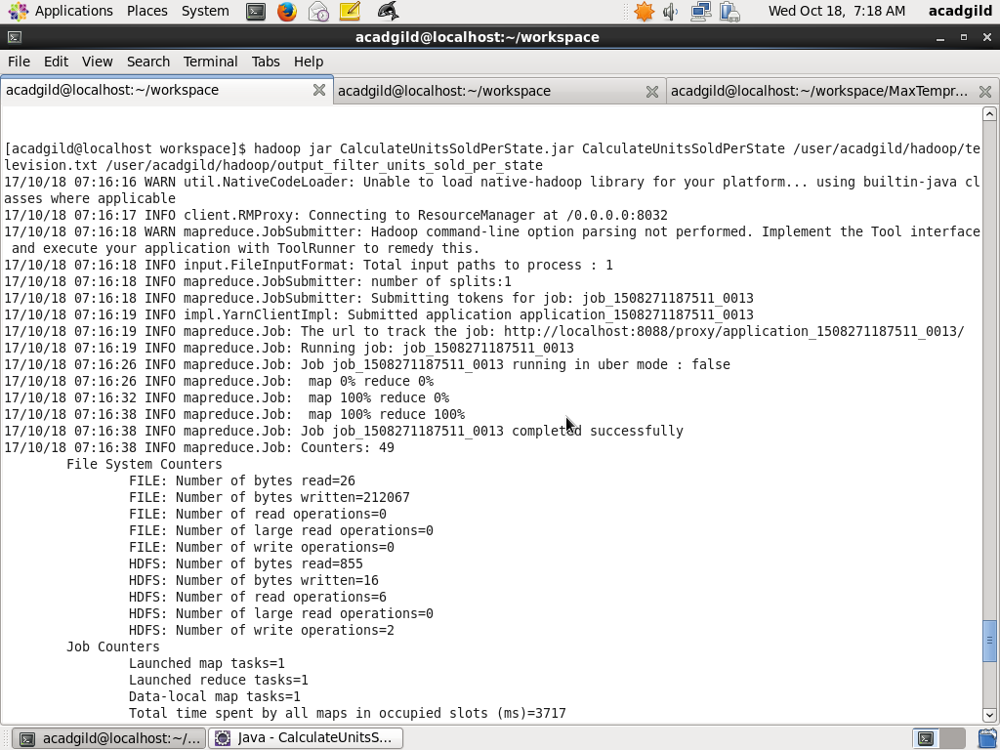 Applications Places System Wed Oct 18, 7:18 AM acadgild
acadgild@localhost:~/workspace
File Edit View Search Terminal Tabs Help
acadgild@localhost:~/workspace acadgild@localhost:~/workspace acadgild@localhost:~/workspace/MaxTempr...
[acadgild@localhost workspace]$ hadoop jar CalculateUnitsSoldPerState.jar CalculateUnitsSoldPerState /user/acadgild/hadoop/te
levision.txt /user/acadgild/hadoop/output_filter_units_sold_per_state
17/10/18 07:16:16 WARN util.NativeCodeLoader: Unable to load native-hadoop library for your platform... using builtin-java cl
asses where applicable
17/10/18 07:16:17 INFO client.RMProxy: Connecting to ResourceManager at /0.0.0.0:8032
17/10/18 07:16:18 WARN mapreduce.JobSubmitter: Hadoop command-line option parsing not performed. Implement the Tool interface
and execute your application with ToolRunner to remedy this.
17/10/18 07:16:18 INFO input.FileInputFormat: Total input paths to process : 1
17/10/18 07:16:18 INFO mapreduce.JobSubmitter: number of splits:1
17/10/18 07:16:18 INFO mapreduce.JobSubmitter: Submitting tokens for job: job_1508271187511_0013
17/10/18 07:16:19 INFO impl.YarnClientImpl: Submitted application application_1508271187511_0013
17/10/18 07:16:19 INFO mapreduce.Job: The url to track the job: http://localhost:8088/proxy/application_1508271187511_0013/
17/10/18 07:16:19 INFO mapreduce.Job: Running job: job_1508271187511_0013
17/10/18 07:16:26 INFO mapreduce.Job: Job job_1508271187511_0013 running in uber mode : false
17/10/18 07:16:26 INFO mapreduce.Job:  map 0% reduce 0%
17/10/18 07:16:32 INFO mapreduce.Job:  map 100% reduce 0%
17/10/18 07:16:38 INFO mapreduce.Job:  map 100% reduce 100%
17/10/18 07:16:38 INFO mapreduce.Job: Job job_1508271187511_0013 completed successfully
17/10/18 07:16:38 INFO mapreduce.Job: Counters: 49
File System Counters
FILE: Number of bytes read=26
FILE: Number of bytes written=212067
FILE: Number of read operations=0
FILE: Number of large read operations=0
FILE: Number of write operations=0
HDFS: Number of bytes read=855
HDFS: Number of bytes written=16
HDFS: Number of read operations=6
HDFS: Number of large read operations=0
HDFS: Number of write operations=2
Job Counters
Launched map tasks=1
Launched reduce tasks=1
Data-local map tasks=1
Total time spent by all maps in occupied slots (ms)=3717
acadgild@localhost:~/... Java - CalculateUnitsS...